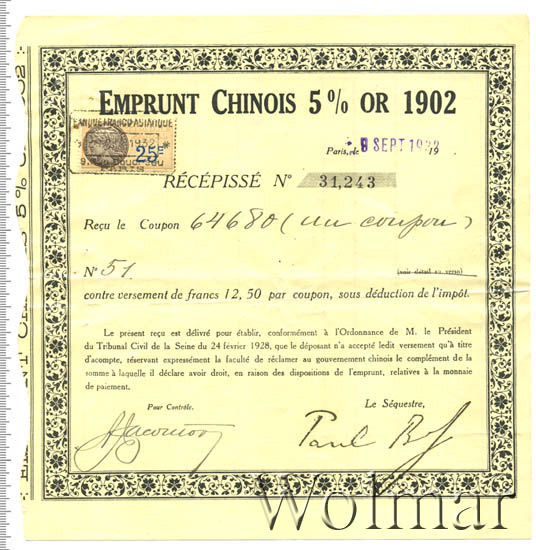 EMPRUNT CHINOIS 5% OR 1902
BANQUE FRANCO-ASIATIQUE
25c
PARIS
Paris, le 8 SEPT 1932 19
RÉCÉPISSÉ N° 31,243
Reçu le Coupon 64680 (un coupon)
N° 51
(voir détail au verso)
contre versement de francs 12,50 par coupon, sous déduction de l'impôt.
Le présent reçu est délivré pour établir, conformément à l'Ordonnance de M. le Président
du Tribunal Civil de la Seine du 24 février 1928, que le déposant n'a accepté ledit versement qu'à titre
d'acompte, réservant expressément la faculté de réclamer au gouvernement chinois le complément de la
somme à laquelle il déclare avoir droit, en raison des dispositions de l'emprunt, relatives à la monnaie
de paiement.
Pour Contrôle.
Le Séquestre,
Paul
Wolmar